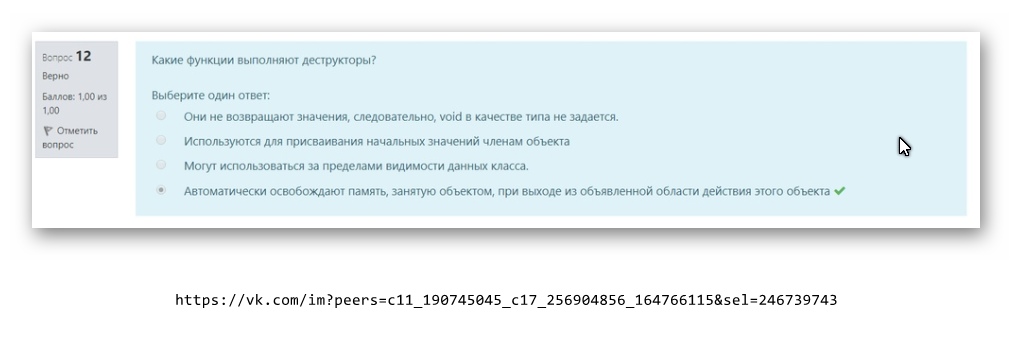 Вопрос 12
Верно
Баллов: 1,00 из
1,00
Отметить
вопрос
Какие функции выполняют деструкторы?
Выберите один ответ:
Они не возвращают значения, следовательно, void в качестве типа не задается.
Используются для присваивания начальных значений членам объекта
Могут использоваться за пределами видимости данных класса.
Автоматически освобождают память, занятую объектом, при выходе из объявленной области действия этого объекта
https://vk.com/im?peers=c11_190745045_c17_256904856_164766115&sel=246739743